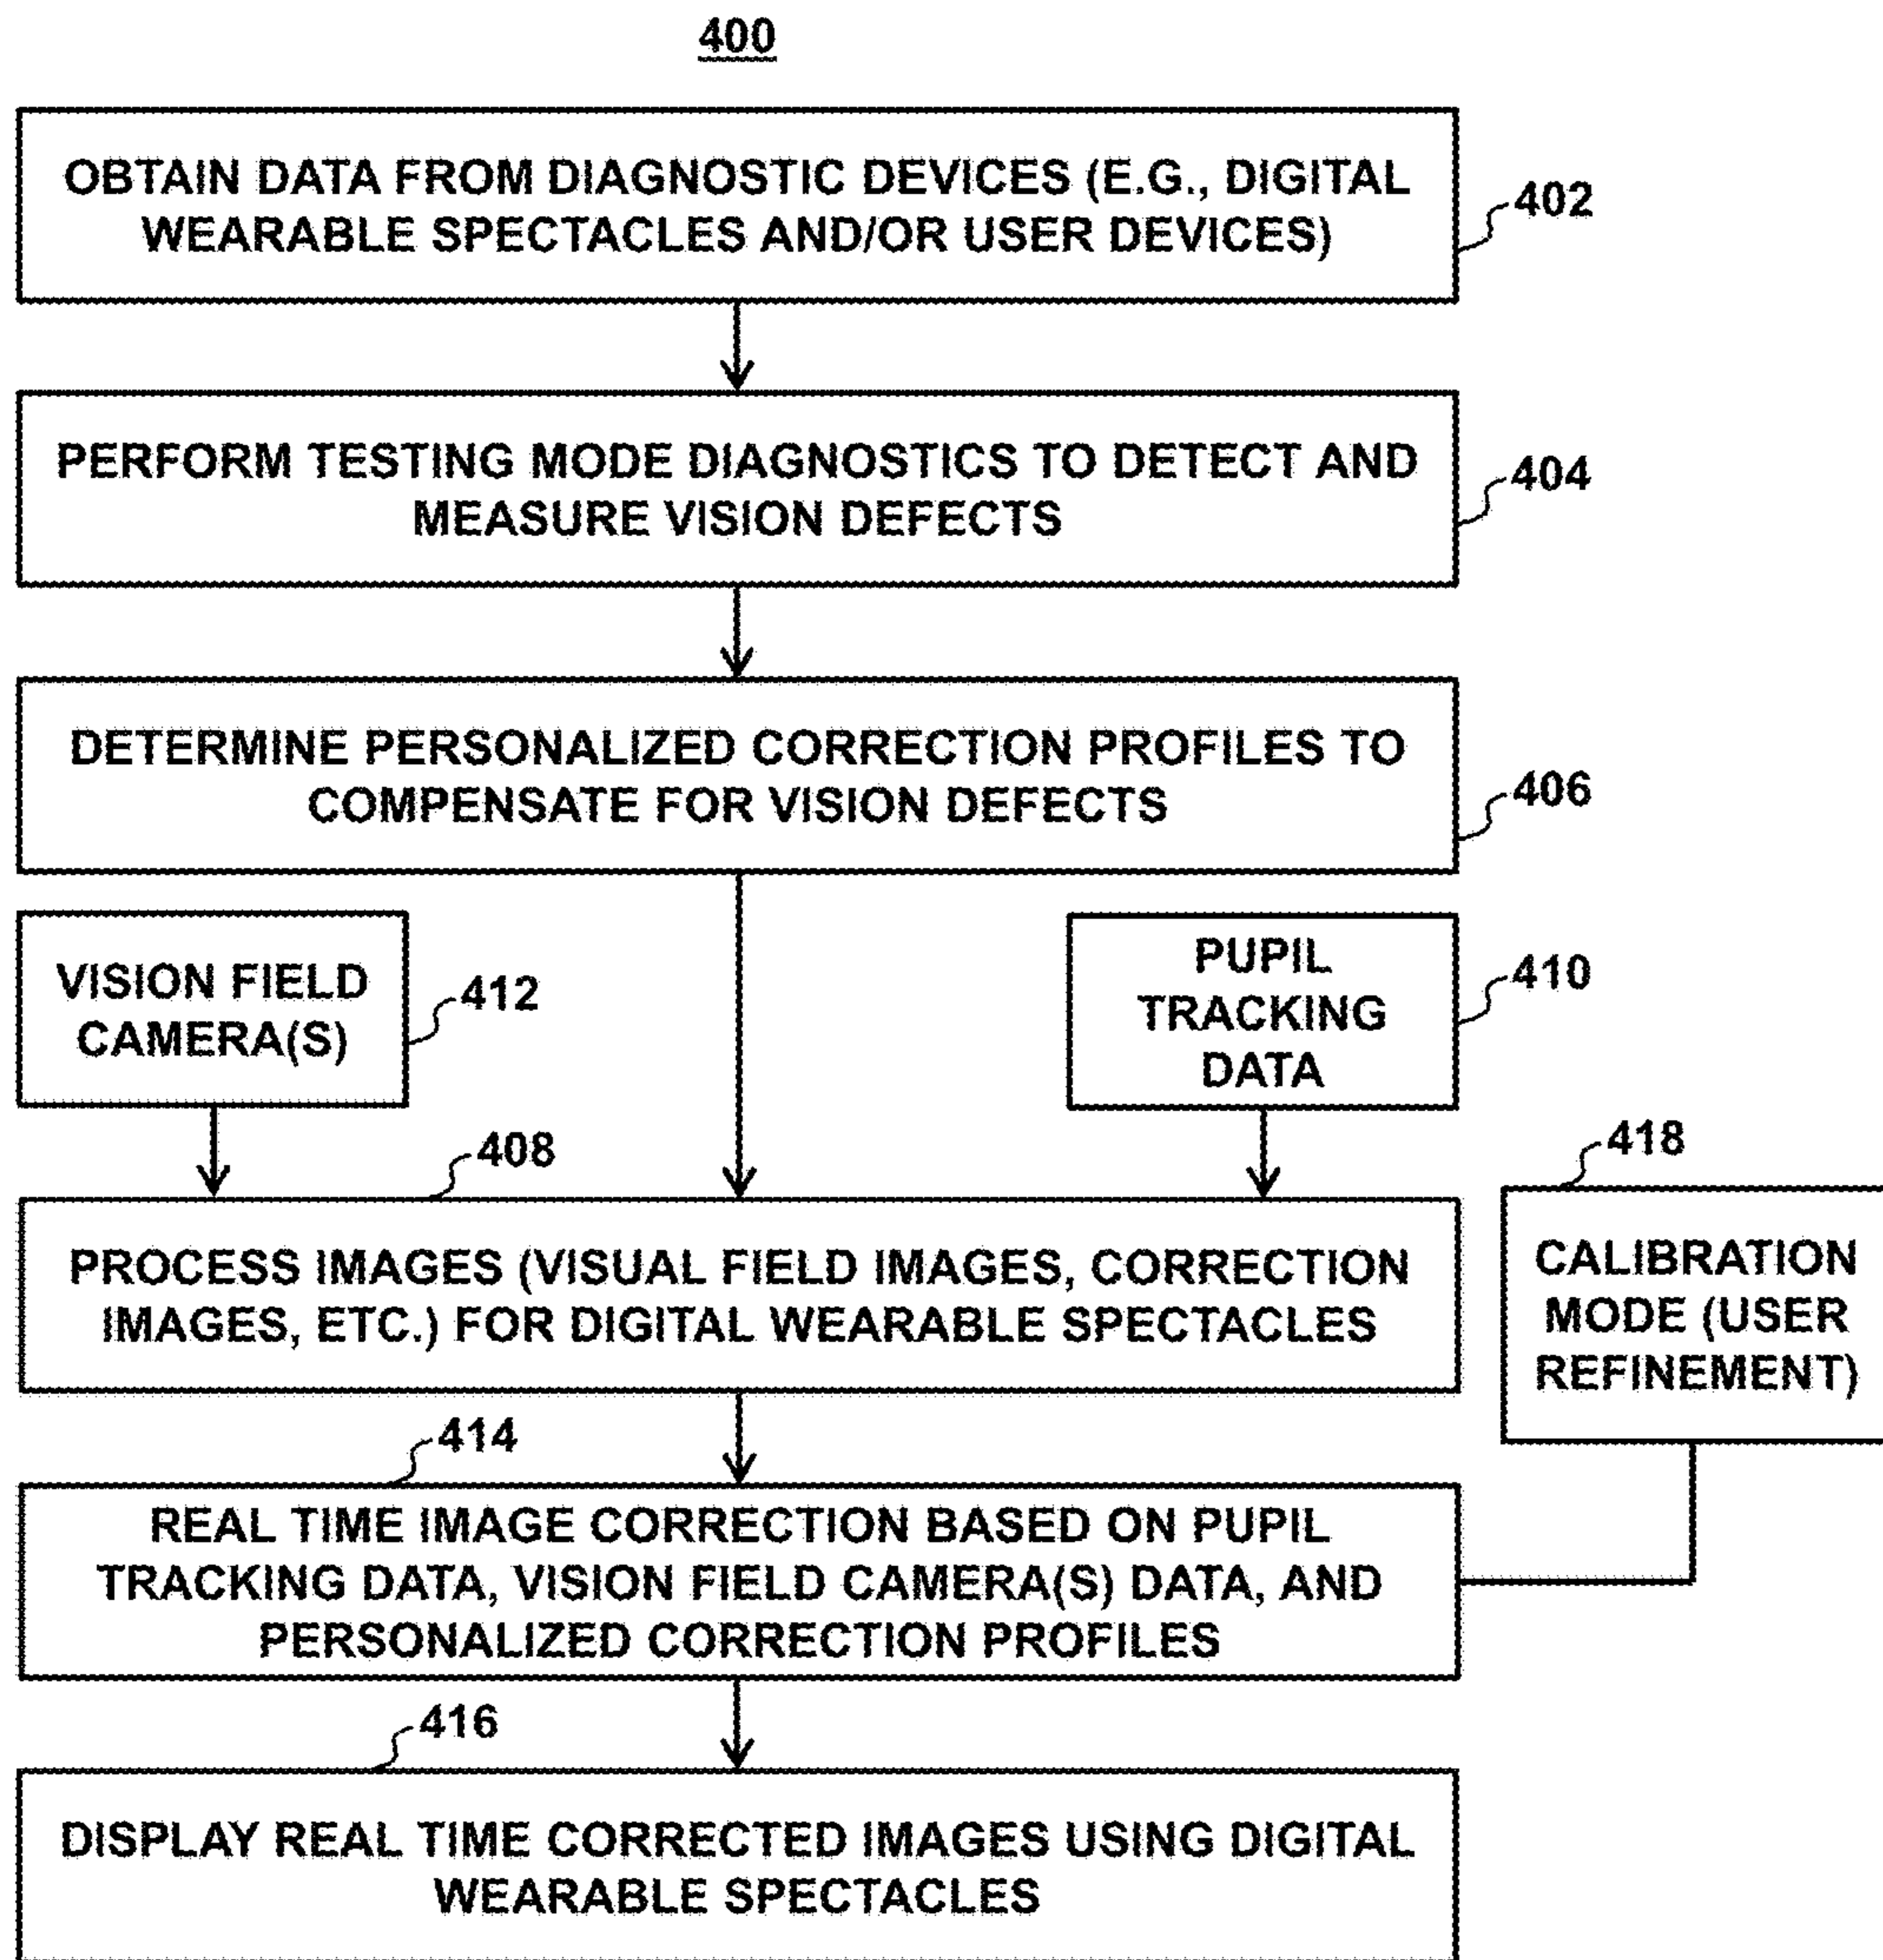 400
OBTAIN DATA FROM DIAGNOSTIC DEVICES (E.G., DIGITAL
WEARABLE SPECTACLES AND/OR USER DEVICES)
402
PERFORM TESTING MODE DIAGNOSTICS TO DETECT AND
MEASURE VISION DEFECTS
404
DETERMINE PERSONALIZED CORRECTION PROFILES TO
COMPENSATE FOR VISION DEFECTS
406
VISION FIELD
CAMERA(S)
412
PUPIL
TRACKING
DATA
410
408
418
PROCESS IMAGES (VISUAL FIELD IMAGES, CORRECTION
IMAGES, ETC.) FOR DIGITAL WEARABLE SPECTACLES
CALIBRATION
MODE (USER
REFINEMENT)
414
REAL TIME IMAGE CORRECTION BASED ON PUPIL
TRACKING DATA, VISION FIELD CAMERA(S) DATA, AND
PERSONALIZED CORRECTION PROFILES
416
DISPLAY REAL TIME CORRECTED IMAGES USING DIGITAL
WEARABLE SPECTACLES